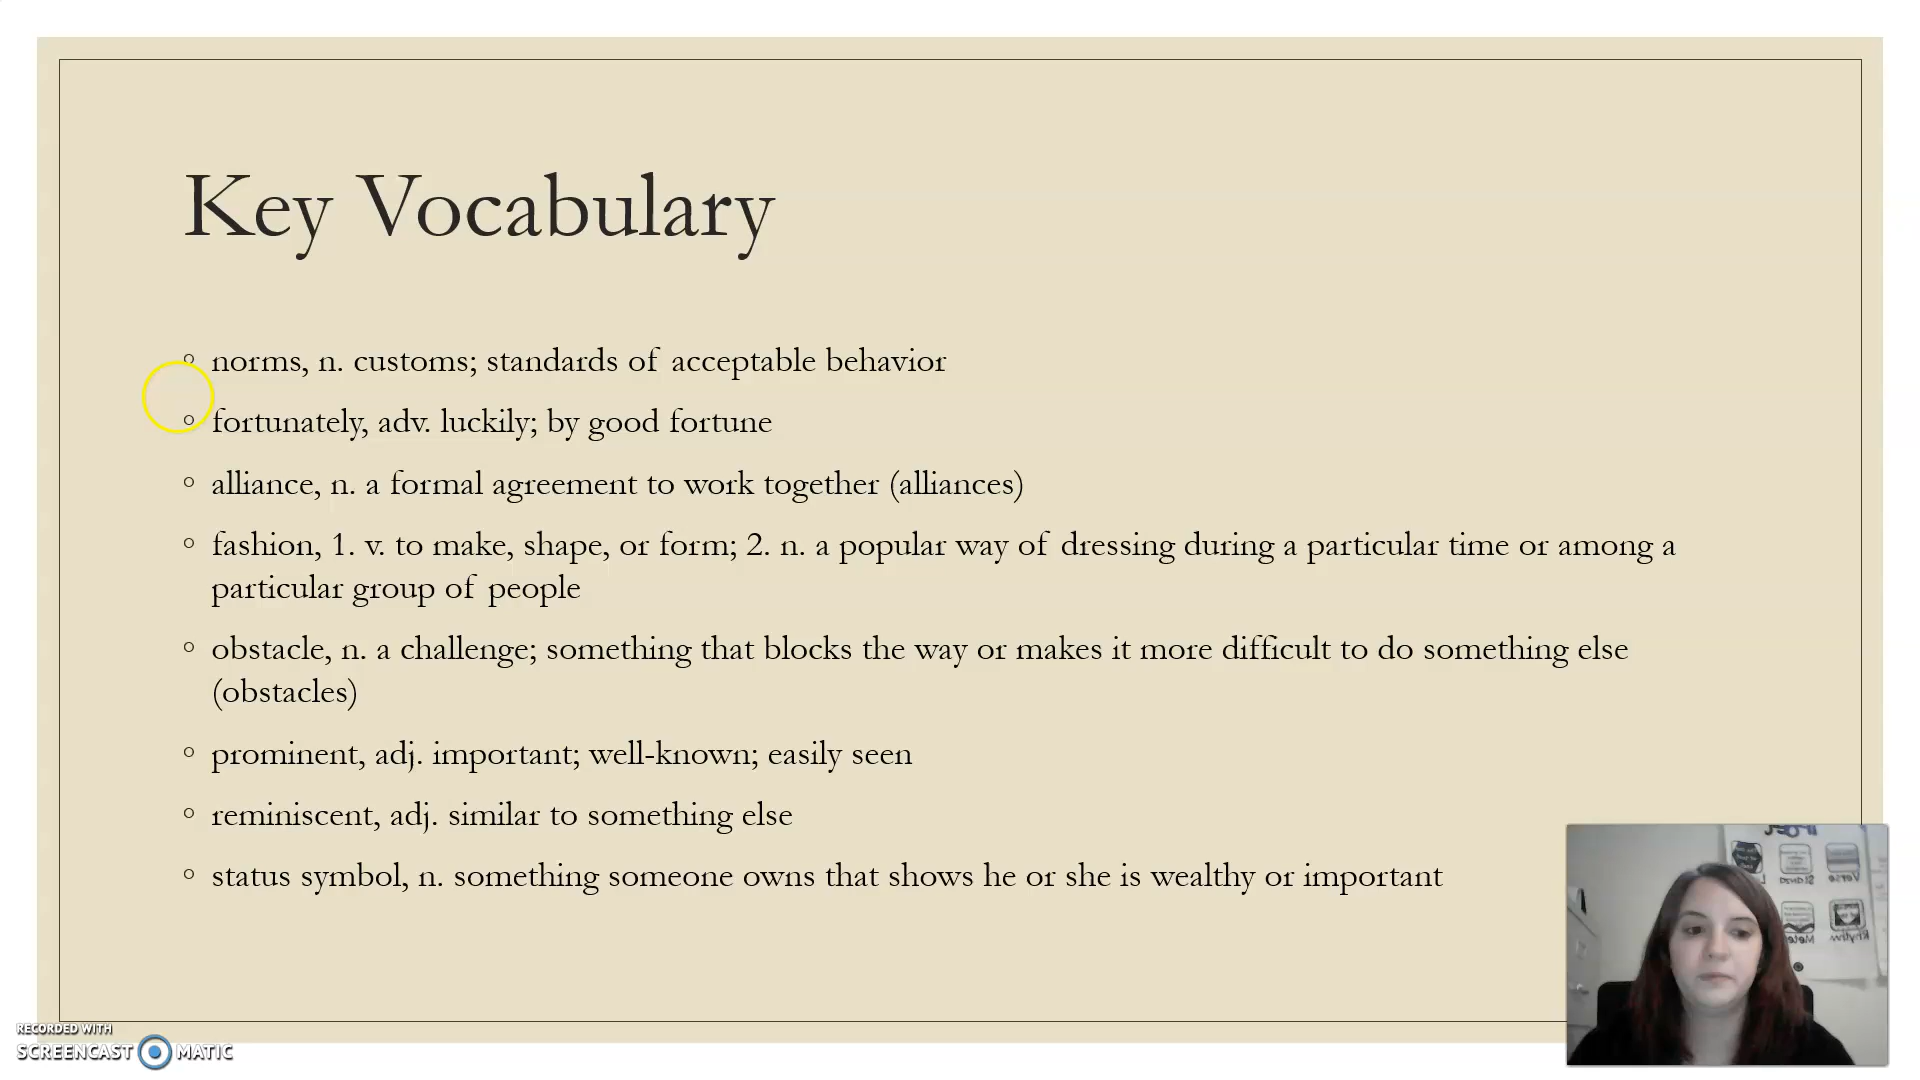 Key Vocabulary
◦ norms, n. customs; standards of acceptable behavior
◦ fortunately, adv. luckily; by good fortune
◦ alliance, n. a formal agreement to work together (alliances)
◦ fashion, 1. v. to make, shape, or form; 2. n. a popular way of dressing during a particular time or among a
particular group of people
◦ obstacle, n. a challenge; something that blocks the way or makes it more difficult to do something else
(obstacles)
◦ prominent, adj. important; well-known; easily seen
◦ reminiscent, adj. similar to something else
◦ status symbol, n. something someone owns that shows he or she is wealthy or important
Verse
Stanza
Rhythm
RECORDED WITH
SCREENCAST MATIC